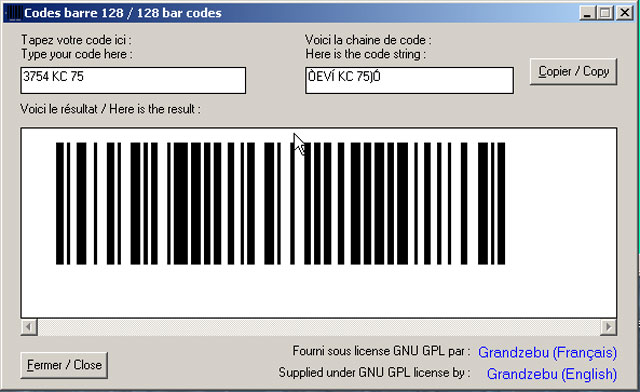 Codes barre 128 / 128 bar codes
Tapez votre code ici :
Type your code here :
3754 KC 75
Voici la chaine de code :
Here is the code string :
ÒEVÍ KC 75)Ó
Copier / Copy
Voici le résultat / Here is the result :
Fermer / Close
Fourni sous license GNU GPL par : Grandzebu (Français)
Supplied under GNU GPL license by : Grandzebu (English)